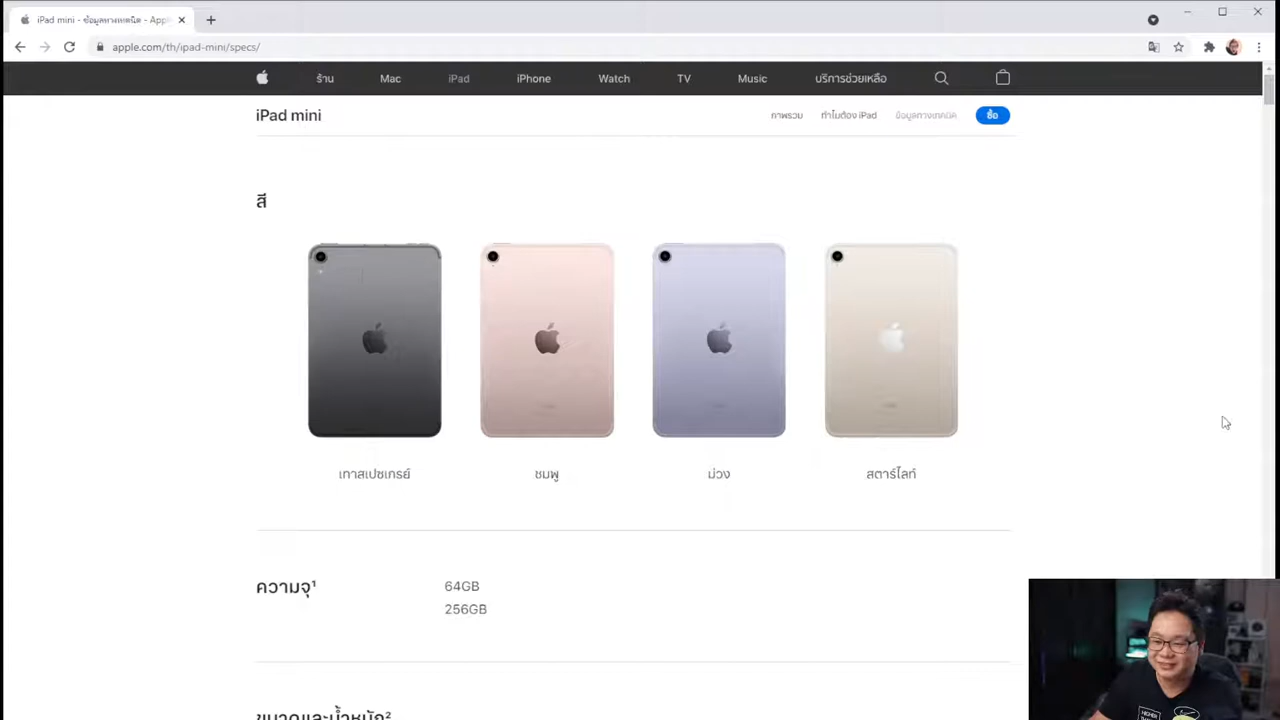 iPad mini - ข้อมูลทางเทคนิค - Appl
apple.com/th/ipad-mini/specs/
ร้าน Mac iPad iPhone Watch TV Music บริการช่วยเหลือ
iPad mini ภาพรวม ทำไมต้อง iPad ข้อมูลทางเทคนิค ซื้อ
สี
เทาสเปซเกรย์ ชมพู ม่วง สตาร์ไลท์
ความจุ¹ 64GB
256GB
ขนาดและน้ำหนัก²
HIGHER